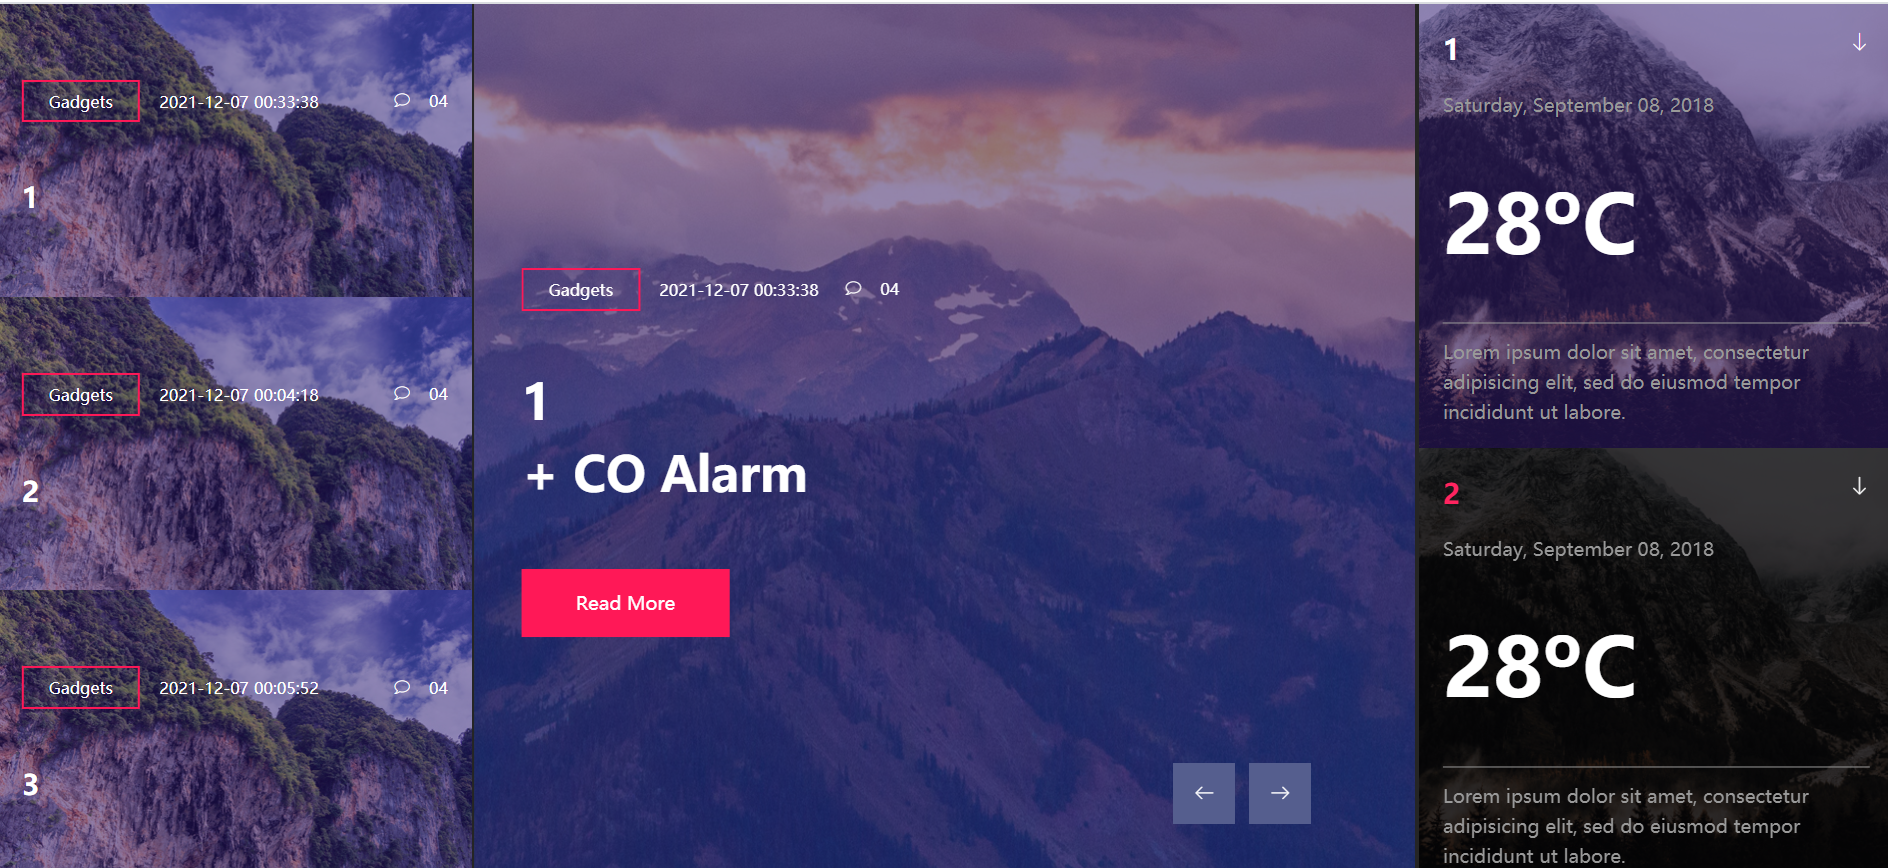 Gadgets 2021-12-07 00:33:38 04
1
Gadgets 2021-12-07 00:04:18 04
2
Gadgets 2021-12-07 00:05:52 04
3
Gadgets 2021-12-07 00:33:38 04
1
+ CO Alarm
Read More
1
Saturday, September 08, 2018
28°C
Lorem ipsum dolor sit amet, consectetur
adipisicing elit, sed do eiusmod tempor
incididunt ut labore.
2
Saturday, September 08, 2018
28°C
Lorem ipsum dolor sit amet, consectetur
adipisicing elit, sed do eiusmod tempor
incididunt ut labore.